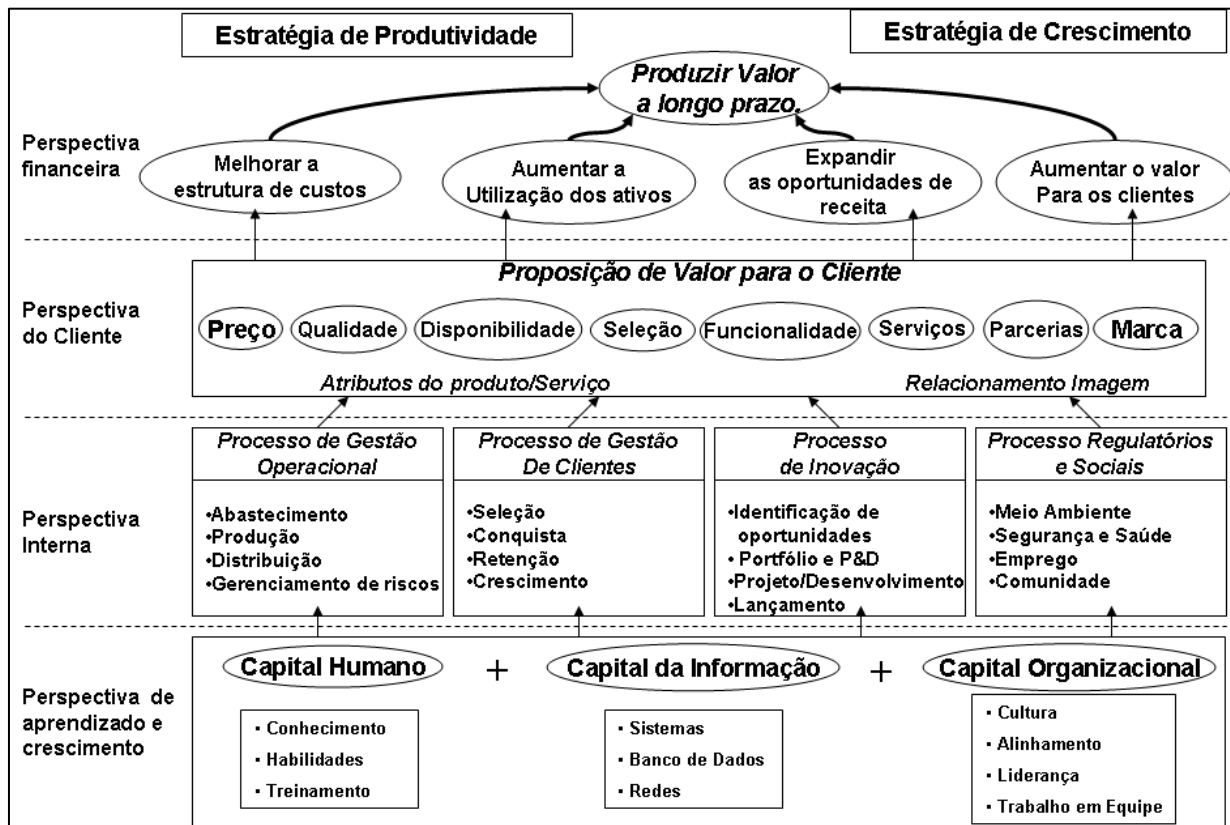 Estratégia de Produtividade
Estratégia de Crescimento
Produzir Valor
a longo prazo.
Perspectiva
financeira
Melhorar a
estrutura de custos
Aumentar a
Utilização dos ativos
Expandir
as oportunidades de
receita
Aumentar o valor
Para os clientes
Proposição de Valor para o Cliente
Perspectiva
do Cliente
Preço
Qualidade
Disponibilidade
Seleção
Funcionalidade
Serviços
Parcerias
Marca
Atributos do produto/Serviço
Relacionamento Imagem
Perspectiva
Interna
Processo de Gestão
Operacional
•Abastecimento
•Produção
•Distribuição
•Gerenciamento de riscos
Processo de Gestão
De Clientes
•Seleção
•Conquista
•Retenção
•Crescimento
Processo
de Inovação
•Identificação de
oportunidades
• Portfólio e P&D
•Projeto/Desenvolvimento
•Lançamento
Processo Regulatórios
e Sociais
•Meio Ambiente
•Segurança e Saúde
•Emprego
•Comunidade
Perspectiva de
aprendizado e
crescimento
Capital Humano
+
Capital da Informação
+
Capital Organizacional
▪ Conhecimento
▪ Habilidades
▪ Treinamento
▪ Sistemas
▪ Banco de Dados
▪ Redes
▪ Cultura
▪ Alinhamento
▪ Liderança
▪ Trabalho em Equipe